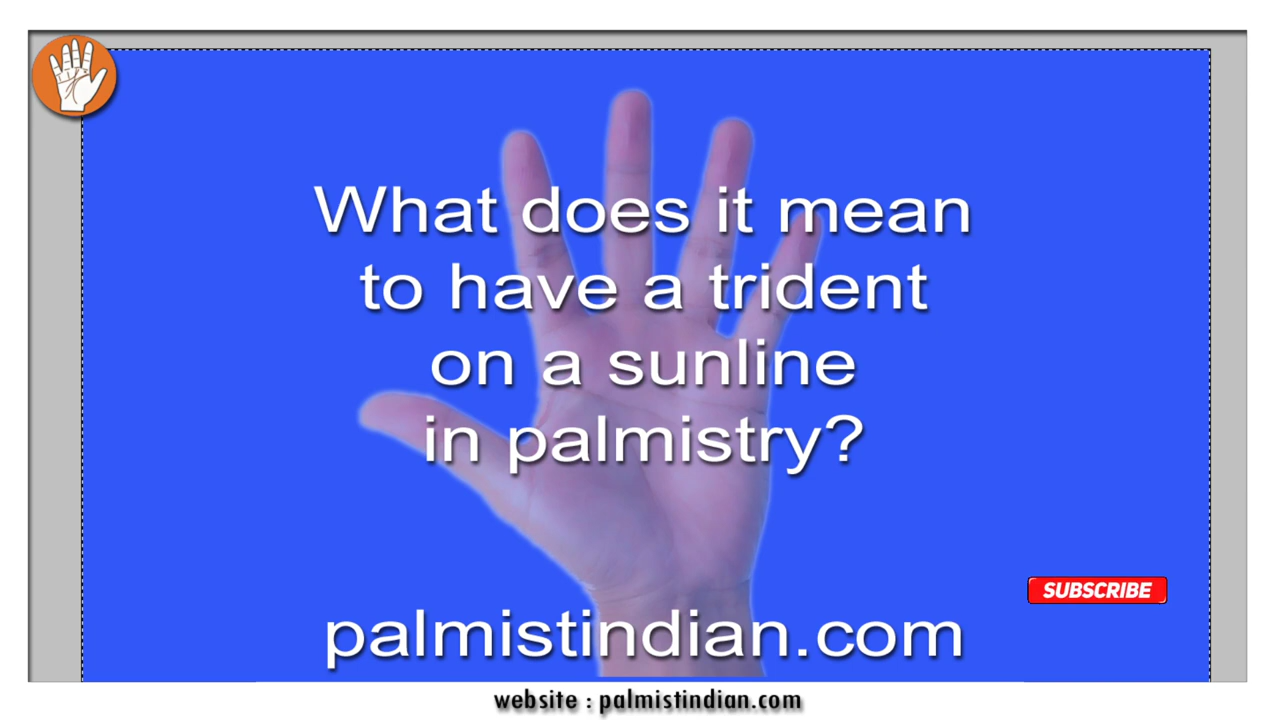 What does it mean
to have a trident
on a sunline
in palmistry?
SUBSCRIBE
palmistindian.com
website : palmistindian.com